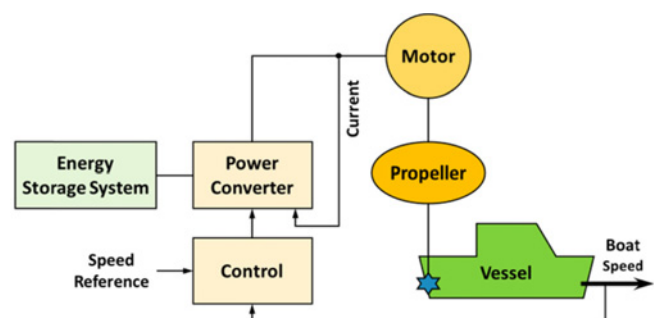 Motor
Current
Energy
Storage System
Power
Converter
Propeller
Speed
Reference
Control
Vessel
Boat
Speed